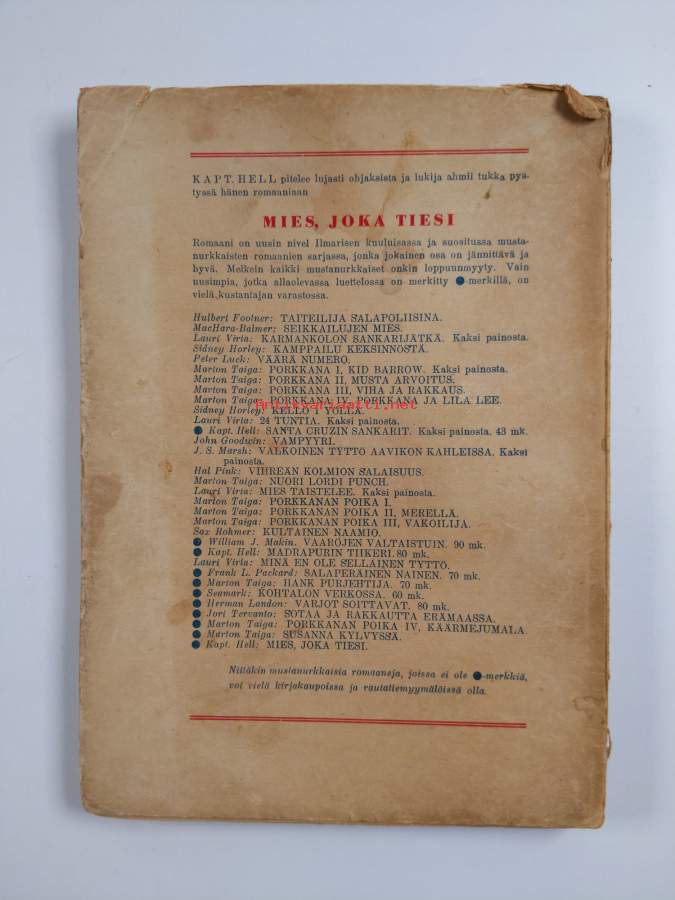 KAPT. HELL pitelee lujasti ohjaksista ja lukija ahmii tukka pys-
tyssä hänen romaaniaan
MIES, JOKA TIESI
Romaani on uusin nivel Ilmarisen kuuluisassa ja suositussa musta-
nurkkaisten romaanien sarjassa, jonka jokainen osa on jännittävä ja
hyvä. Melkein kaikki mustanurkkaiset onkin loppuunmyyty. Vain
uusimpia, jotka allaolevassa luettelossa on merkitty ●-merkillä, on
vielä kustantajan varastossa.
Hulbert Footner: TAITEILIJA SALAPOLIISINA.
MacHara-Balmer: SEIKKAILUJEN MIES.
Lauri Virta: KARMANKOLON SANKARIJÄTKÄ. Kaksi painosta.
Sidney Horley: KAMPPAILU KEKSINNÖSTÄ.
Peter Luck: VÄÄRÄ NUMERO.
Marton Taiga: PORKKANA I, KID BARROW. Kaksi painosta.
Marton Taiga: PORKKANA II, MUSTA ARVOITUS.
Marton Taiga: PORKKANA III, VIHA JA RAKKAUS.
Marton Taiga: PORKKANA IV, PORKKANA JA LILA LEE.
Antikvariaatti.net
Sidney Horley: KELLO 1 YÖLLÄ.
Lauri Virta: 24 TUNTIA. Kaksi painosta.
● Kapt. Hell: SANTA CRUZIN SANKARIT. Kaksi painosta. 43 mk.
John Goodwin: VAMPYYRI.
J. S. Marsh: VALKOINEN TYTTÖ AAVIKON KAHLEISSA. Kaksi
painosta.
Hal Pink: VIHREÄN KOLMION SALAISUUS.
Marton Taiga: NUORI LORDI PUNCH.
Lauri Virta: MIES TAISTELEE. Kaksi painosta.
Marton Taiga: PORKKANAN POIKA I.
Marton Taiga: PORKKANAN POIKA II, MERELLÄ.
Marton Taiga: PORKKANAN POIKA III, VAKOILIJA.
Sax Rohmer: KULTAINEN NAAMIO.
● William J. Makin: VAAROJEN VALTAISTUIN. 90 mk.
● Kapt. Hell: MADRAPURIN TIIKERI. 80 mk.
Lauri Virta: MINÄ EN OLE SELLAINEN TYTTÖ.
● Frank L. Packard: SALAPERÄINEN NAINEN. 70 mk.
● Marton Taiga: HANK PURJEHTIJA. 70 mk.
● Seamark: KOHTALON VERKOSSA. 60 mk.
● Herman Landon: VARJOT SOITTAVAT. 80 mk.
● Jori Tervanto: SOTAA JA RAKKAUTTA ERÄMAASSA.
● Marton Taiga: PORKKANAN POIKA IV, KÄÄRMEJUMALA.
● Marton Taiga: SUSANNA KYLVYSSÄ.
● Kapt. Hell: MIES, JOKA TIESI.
Niitäkin mustanurkkaisia romaaneja, joissa ei ole ●-merkkiä,
voi vielä kirjakaupoissa ja rautatiemyymälöissä olla.